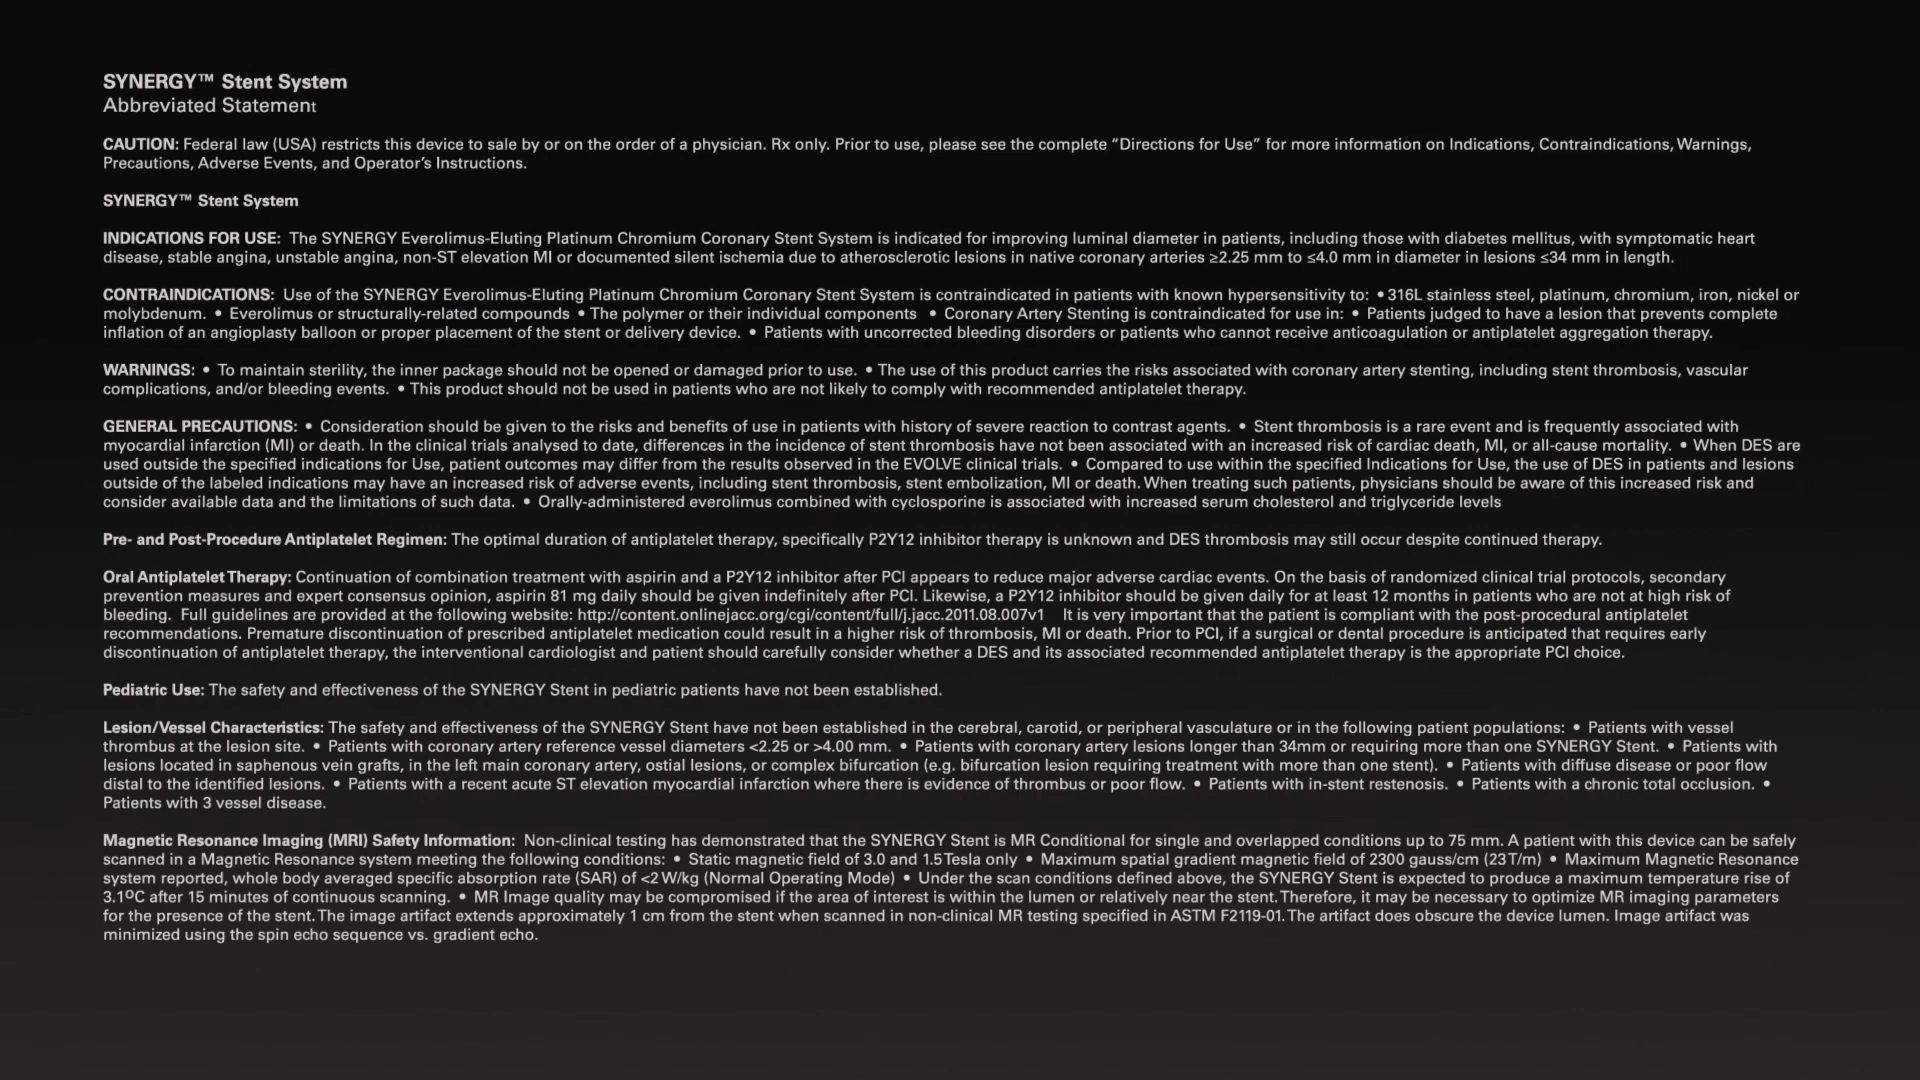 SYNERGY™ Stent System
Abbreviated Statement
CAUTION: Federal law (USA) restricts this device to sale by or on the order of a physician. Rx only. Prior to use, please see the complete “Directions for Use” for more information on Indications, Contraindications, Warnings,
Precautions, Adverse Events, and Operator’s Instructions.
SYNERGY™ Stent System
INDICATIONS FOR USE: The SYNERGY Everolimus-Eluting Platinum Chromium Coronary Stent System is indicated for improving luminal diameter in patients, including those with diabetes mellitus, with symptomatic heart
disease, stable angina, unstable angina, non-ST elevation MI or documented silent ischemia due to atherosclerotic lesions in native coronary arteries ≥2.25 mm to ≤4.0 mm in diameter in lesions ≤34 mm in length.
CONTRAINDICATIONS: Use of the SYNERGY Everolimus-Eluting Platinum Chromium Coronary Stent System is contraindicated in patients with known hypersensitivity to: • 316L stainless steel, platinum, chromium, iron, nickel or
molybdenum. • Everolimus or structurally-related compounds • The polymer or their individual components • Coronary Artery Stenting is contraindicated for use in: • Patients judged to have a lesion that prevents complete
inflation of an angioplasty balloon or proper placement of the stent or delivery device. • Patients with uncorrected bleeding disorders or patients who cannot receive anticoagulation or antiplatelet aggregation therapy.
WARNINGS: • To maintain sterility, the inner package should not be opened or damaged prior to use. • The use of this product carries the risks associated with coronary artery stenting, including stent thrombosis, vascular
complications, and/or bleeding events. • This product should not be used in patients who are not likely to comply with recommended antiplatelet therapy.
GENERAL PRECAUTIONS: • Consideration should be given to the risks and benefits of use in patients with history of severe reaction to contrast agents. • Stent thrombosis is a rare event and is frequently associated with
myocardial infarction (MI) or death. In the clinical trials analysed to date, differences in the incidence of stent thrombosis have not been associated with an increased risk of cardiac death, MI, or all-cause mortality. • When DES are
used outside the specified indications for Use, patient outcomes may differ from the results observed in the EVOLVE clinical trials. • Compared to use within the specified Indications for Use, the use of DES in patients and lesions
outside of the labeled indications may have an increased risk of adverse events, including stent thrombosis, stent embolization, MI or death. When treating such patients, physicians should be aware of this increased risk and
consider available data and the limitations of such data. • Orally-administered everolimus combined with cyclosporine is associated with increased serum cholesterol and triglyceride levels
Pre- and Post-Procedure Antiplatelet Regimen: The optimal duration of antiplatelet therapy, specifically P2Y12 inhibitor therapy is unknown and DES thrombosis may still occur despite continued therapy.
Oral Antiplatelet Therapy: Continuation of combination treatment with aspirin and a P2Y12 inhibitor after PCI appears to reduce major adverse cardiac events. On the basis of randomized clinical trial protocols, secondary
prevention measures and expert consensus opinion, aspirin 81 mg daily should be given indefinitely after PCI. Likewise, a P2Y12 inhibitor should be given daily for at least 12 months in patients who are not at high risk of
bleeding. Full guidelines are provided at the following website: http://content.onlinejacc.org/cgi/content/full/j.jacc.2011.08.007v1 It is very important that the patient is compliant with the post-procedural antiplatelet
recommendations. Premature discontinuation of prescribed antiplatelet medication could result in a higher risk of thrombosis, MI or death. Prior to PCI, if a surgical or dental procedure is anticipated that requires early
discontinuation of antiplatelet therapy, the interventional cardiologist and patient should carefully consider whether a DES and its associated recommended antiplatelet therapy is the appropriate PCI choice.
Pediatric Use: The safety and effectiveness of the SYNERGY Stent in pediatric patients have not been established.
Lesion/Vessel Characteristics: The safety and effectiveness of the SYNERGY Stent have not been established in the cerebral, carotid, or peripheral vasculature or in the following patient populations: • Patients with vessel
thrombus at the lesion site. • Patients with coronary artery reference vessel diameters <2.25 or >4.00 mm. • Patients with coronary artery lesions longer than 34mm or requiring more than one SYNERGY Stent. • Patients with
lesions located in saphenous vein grafts, in the left main coronary artery, ostial lesions, or complex bifurcation (e.g. bifurcation lesion requiring treatment with more than one stent). • Patients with diffuse disease or poor flow
distal to the identified lesions. • Patients with a recent acute ST elevation myocardial infarction where there is evidence of thrombus or poor flow. • Patients with in-stent restenosis. • Patients with a chronic total occlusion. •
Patients with 3 vessel disease.
Magnetic Resonance Imaging (MRI) Safety Information: Non-clinical testing has demonstrated that the SYNERGY Stent is MR Conditional for single and overlapped conditions up to 75 mm. A patient with this device can be safely
scanned in a Magnetic Resonance system meeting the following conditions: • Static magnetic field of 3.0 and 1.5 Tesla only • Maximum spatial gradient magnetic field of 2300 gauss/cm (23 T/m) • Maximum Magnetic Resonance
system reported, whole body averaged specific absorption rate (SAR) of <2 W/kg (Normal Operating Mode) • Under the scan conditions defined above, the SYNERGY Stent is expected to produce a maximum temperature rise of
3.1ºC after 15 minutes of continuous scanning. • MR Image quality may be compromised if the area of interest is within the lumen or relatively near the stent. Therefore, it may be necessary to optimize MR imaging parameters
for the presence of the stent. The image artifact extends approximately 1 cm from the stent when scanned in non-clinical MR testing specified in ASTM F2119-01. The artifact does obscure the device lumen. Image artifact was
minimized using the spin echo sequence vs. gradient echo.